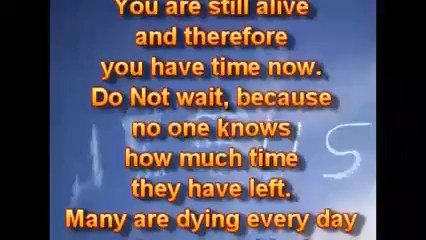 You are still alive
and therefore
you have time now.
Do Not wait, because
no one knows
how much time
they have left.
Many are dying every day
JESUS